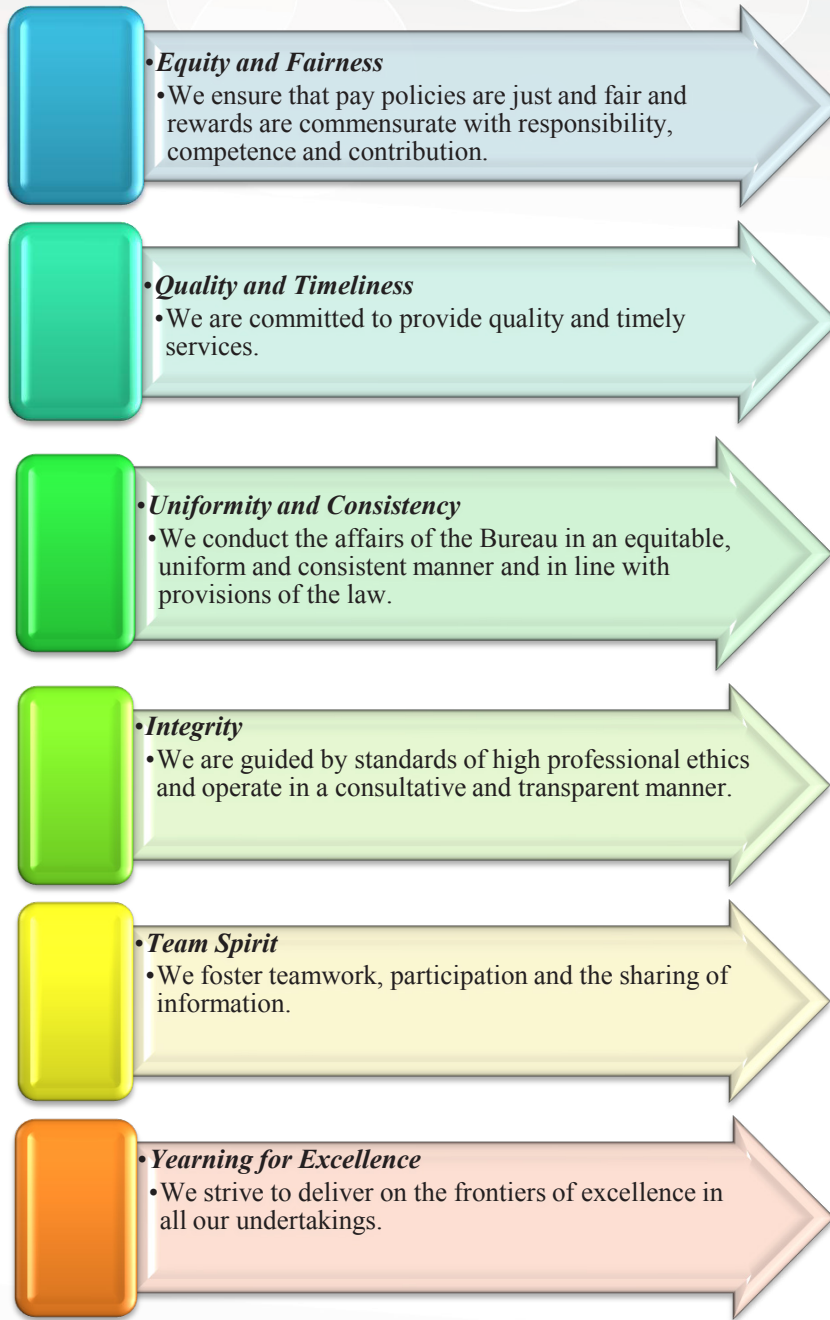 •Equity and Fairness
•We ensure that pay policies are just and fair and
rewards are commensurate with responsibility,
competence and contribution.
•Quality and Timeliness
•We are committed to provide quality and timely
services.
•Uniformity and Consistency
•We conduct the affairs of the Bureau in an equitable,
uniform and consistent manner and in line with
provisions of the law.
•Integrity
•We are guided by standards of high professional ethics
and operate in a consultative and transparent manner.
•Team Spirit
•We foster teamwork, participation and the sharing of
information.
•Yearning for Excellence
•We strive to deliver on the frontiers of excellence in
all our undertakings.